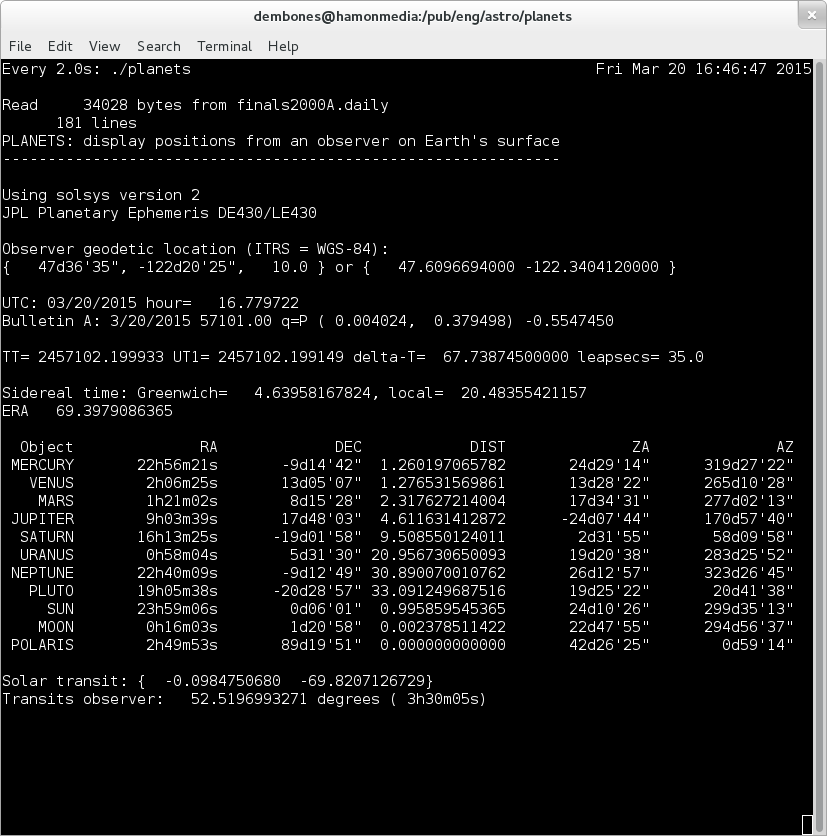 dembones@hamonmedia:/pub/eng/astro/planets
File Edit View Search Terminal Help
Every 2.0s: ./planets Fri Mar 20 16:46:47 2015
Read 34028 bytes from finals2000A.daily
181 lines
PLANETS: display positions from an observer on Earth's surface
--------------------------------------------------------------
Using solsys version 2
JPL Planetary Ephemeris DE430/LE430
Observer geodetic location (ITRS = WGS-84):
{ 47d36'35", -122d20'25", 10.0 } or { 47.6096694000 -122.3404120000 }
UTC: 03/20/2015 hour= 16.779722
Bulletin A: 3/20/2015 57101.00 q=P ( 0.004024, 0.379498) -0.5547450
TT= 2457102.199933 UT1= 2457102.199149 delta-T= 67.73874500000 leapsecs= 35.0
Sidereal time: Greenwich= 4.63958167824, local= 20.48355421157
ERA 69.3979086365
Object RA DEC DIST ZA AZ
MERCURY 22h56m21s -9d14'42" 1.260197065782 24d29'14" 319d27'22"
VENUS 2h06m25s 13d05'07" 1.276531569861 13d28'22" 265d10'28"
MARS 1h21m02s 8d15'28" 2.317627214004 17d34'31" 277d02'13"
JUPITER 9h03m39s 17d48'03" 4.611631412872 -24d07'44" 170d57'40"
SATURN 16h13m25s -19d01'58" 9.508550124011 2d31'55" 58d09'58"
URANUS 0h58m04s 5d31'30" 20.956730650093 19d20'38" 283d25'52"
NEPTUNE 22h40m09s -9d12'49" 30.890070010762 26d12'57" 323d26'45"
PLUTO 19h05m38s -20d28'57" 33.091249687516 19d25'22" 20d41'38"
SUN 23h59m06s 0d06'01" 0.995859545365 24d10'26" 299d35'13"
MOON 0h16m03s 1d20'58" 0.002378511422 22d47'55" 294d56'37"
POLARIS 2h49m53s 89d19'51" 0.000000000000 42d26'25" 0d59'14"
Solar transit: { -0.0984750680 -69.8207126729}
Transits observer: 52.5196993271 degrees ( 3h30m05s)